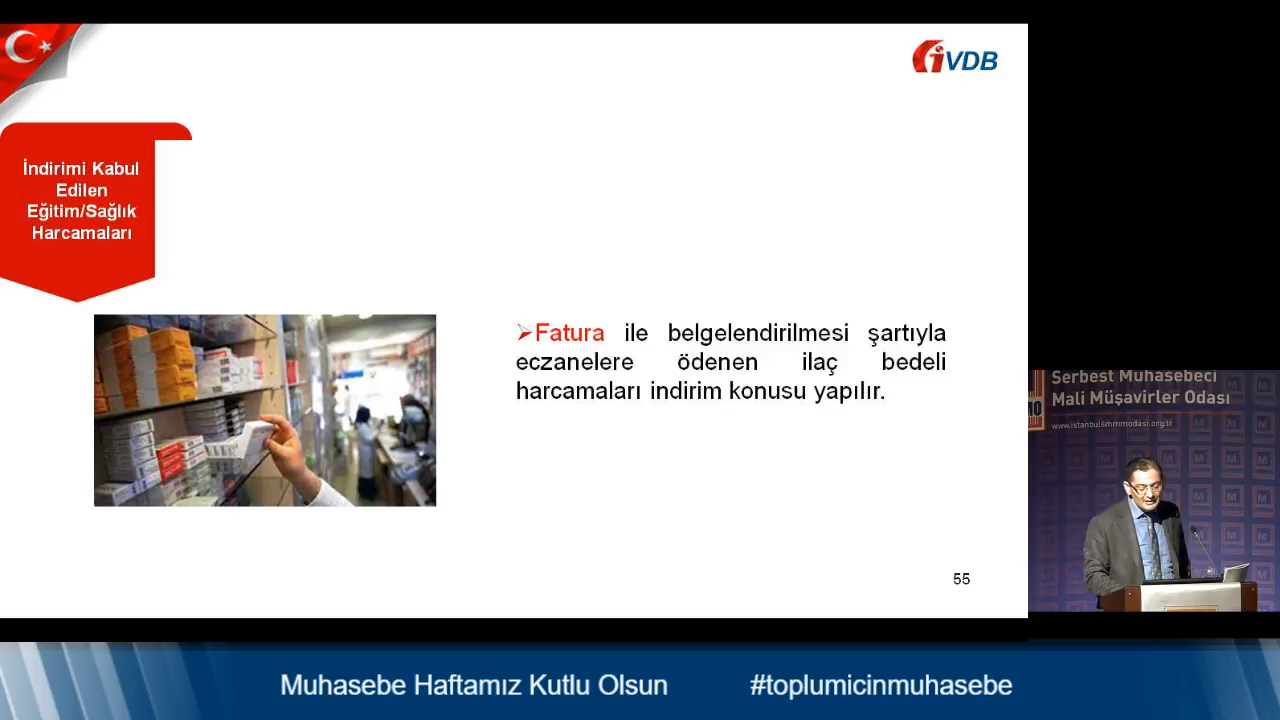 iVDB
İndirimi Kabul
Edilen
Eğitim/Sağlık
Harcamaları
➢Fatura ile belgelendirilmesi şartıyla
eczanelere ödenen ilaç bedeli
harcamaları indirim konusu yapılır.
55
Serbest Muhasebeci
Mali Müşavirler Odası
www.istanbulsmmmodasi.org.tr
Muhasebe Haftamız Kutlu Olsun
#toplumicinmuhasebe